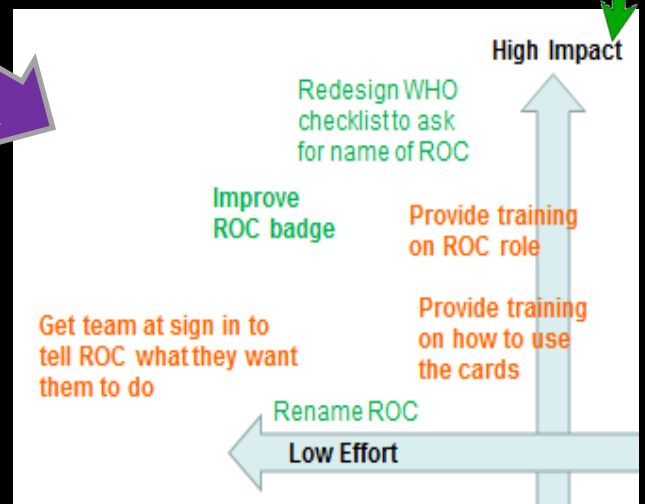 High Impact
Redesign WHO
checklist to ask
for name of ROC
Improve
ROC badge
Provide training
on ROC role
Get team at sign in to
tell ROC what they want
them to do
Provide training
on how to use
the cards
Rename ROC
Low Effort